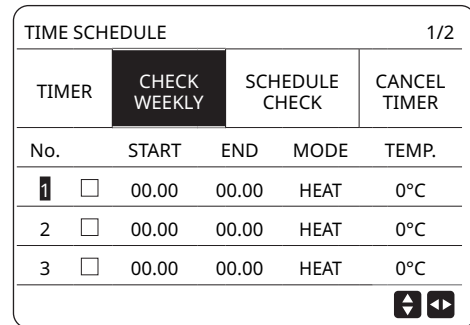 TIME SCHEDULE 1/2
TIMER CHECK WEEKLY SCHEDULE CHECK CANCEL TIMER
No. START END MODE TEMP.
1 00.00 00.00 HEAT 0°C
2 00.00 00.00 HEAT 0°C
3 00.00 00.00 HEAT 0°C